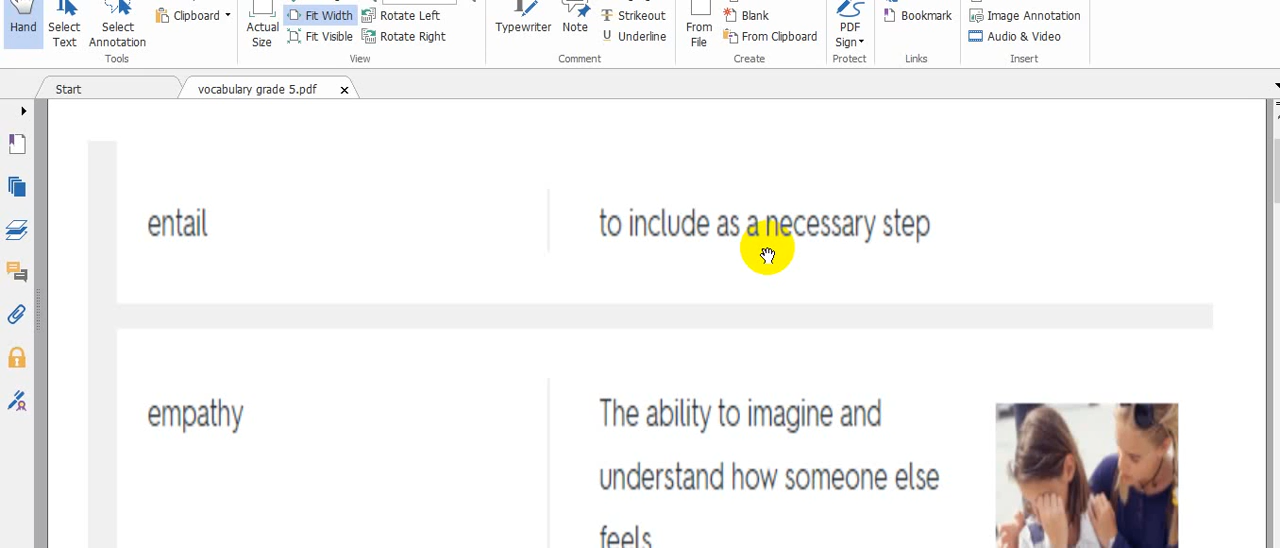 Hand
Select
Text
Select
Annotation
Clipboard
Tools
Actual
Size
Fit Width
Fit Visible
Rotate Left
Rotate Right
View
Typewriter
Note
Strikeout
Underline
Comment
From
File
Blank
From Clipboard
Create
PDF
Sign
Protect
Bookmark
Links
Image Annotation
Audio & Video
Insert
Start
vocabulary grade 5.pdf
entail
to include as a necessary step
empathy
The ability to imagine and
understand how someone else
feels